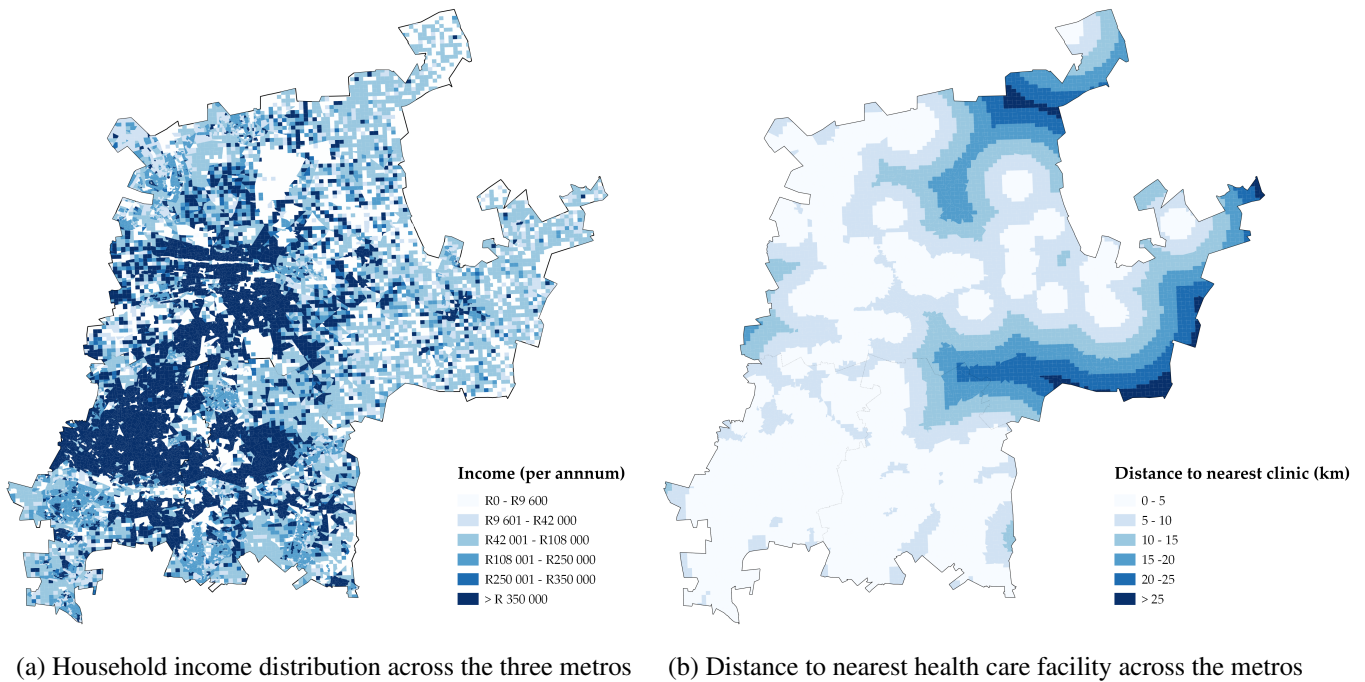 Income (per annnum)
R0 - R9 600
R9 601 - R42 000
R42 001 - R108 000
R108 001 - R250 000
R250 001 - R350 000
> R 350 000
Distance to nearest clinic (km)
0 - 5
5 - 10
10 - 15
15 -20
20 -25
> 25
(a) Household income distribution across the three metros
(b) Distance to nearest health care facility across the metros